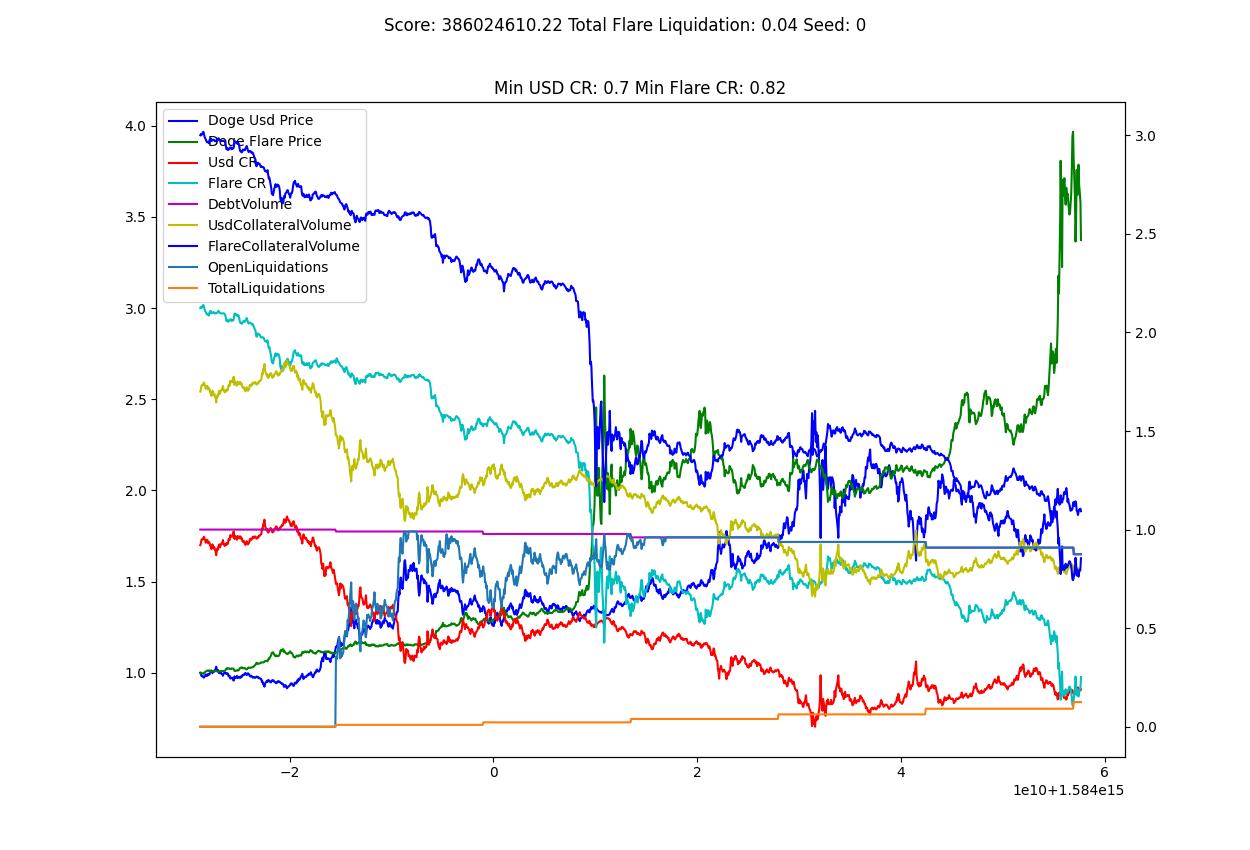 Score: 386024610.22 Total Flare Liquidation: 0.04 Seed: 0
Min USD CR: 0.7 Min Flare CR: 0.82
Doge Usd Price
Doge Flare Price
Usd CR
Flare CR
DebtVolume
UsdCollateralVolume
FlareCollateralVolume
OpenLiquidations
TotalLiquidations
4.0
3.5
3.0
2.5
2.0
1.5
1.0
3.0
2.5
2.0
1.5
1.0
0.5
0.0
−2 0 2 4 6
1e10+1.584e15